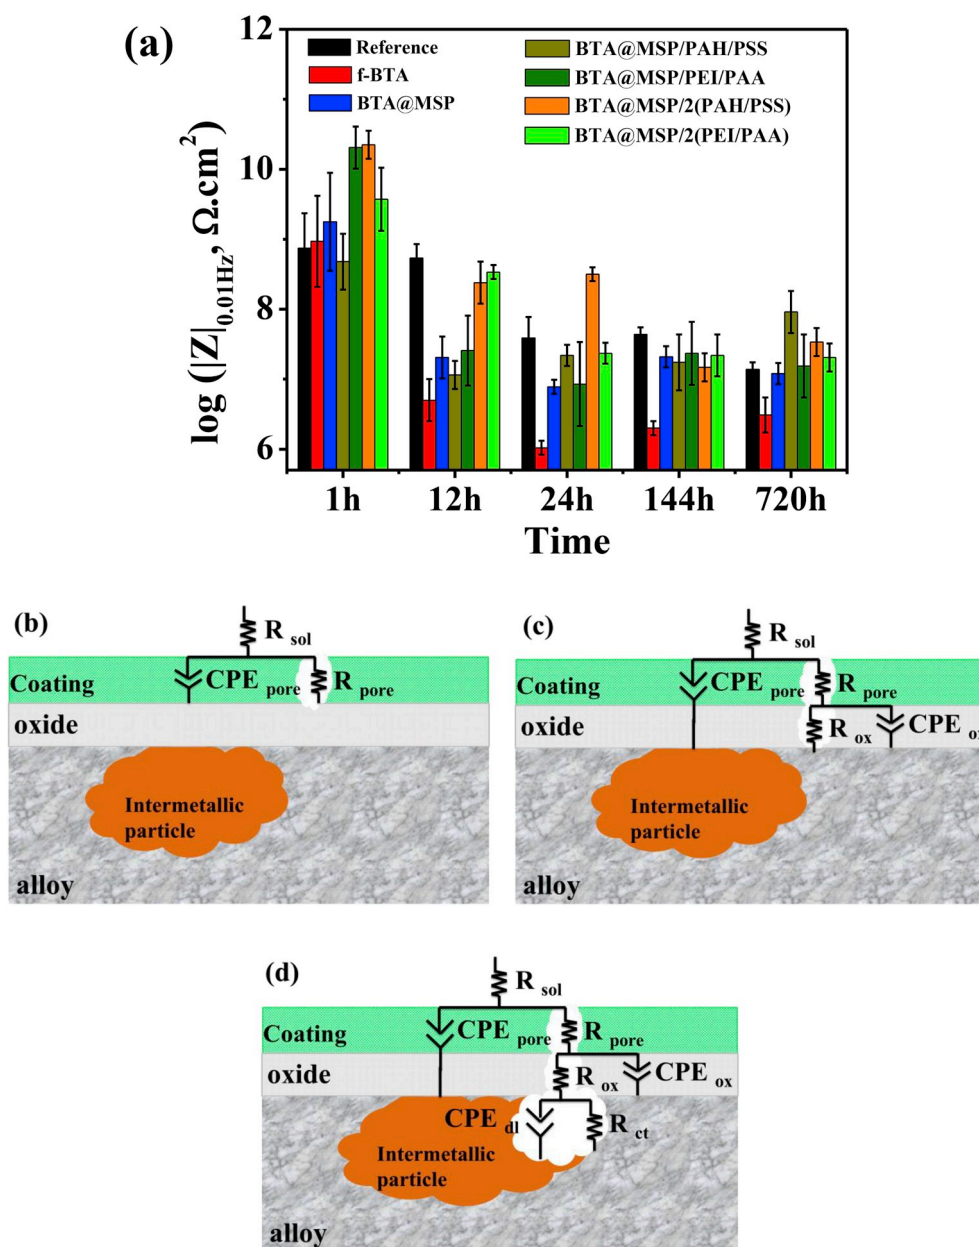 (a)
12
10
8
6
log (|Z|0.01Hz, Ω.cm2)
Reference
f-BTA
BTA@MSP
BTA@MSP/PAH/PSS
BTA@MSP/PEI/PAA
BTA@MSP/2(PAH/PSS)
BTA@MSP/2(PEI/PAA)
1h 12h 24h 144h 720h
Time
(b)
R sol
Coating CPE pore R pore
oxide
Intermetallic
particle
alloy
(c)
R sol
Coating CPE pore R pore
oxide R ox CPE ox
Intermetallic
particle
alloy
(d)
R sol
Coating CPE pore R pore
oxide R ox CPE ox
CPE dl R ct
Intermetallic
particle
alloy